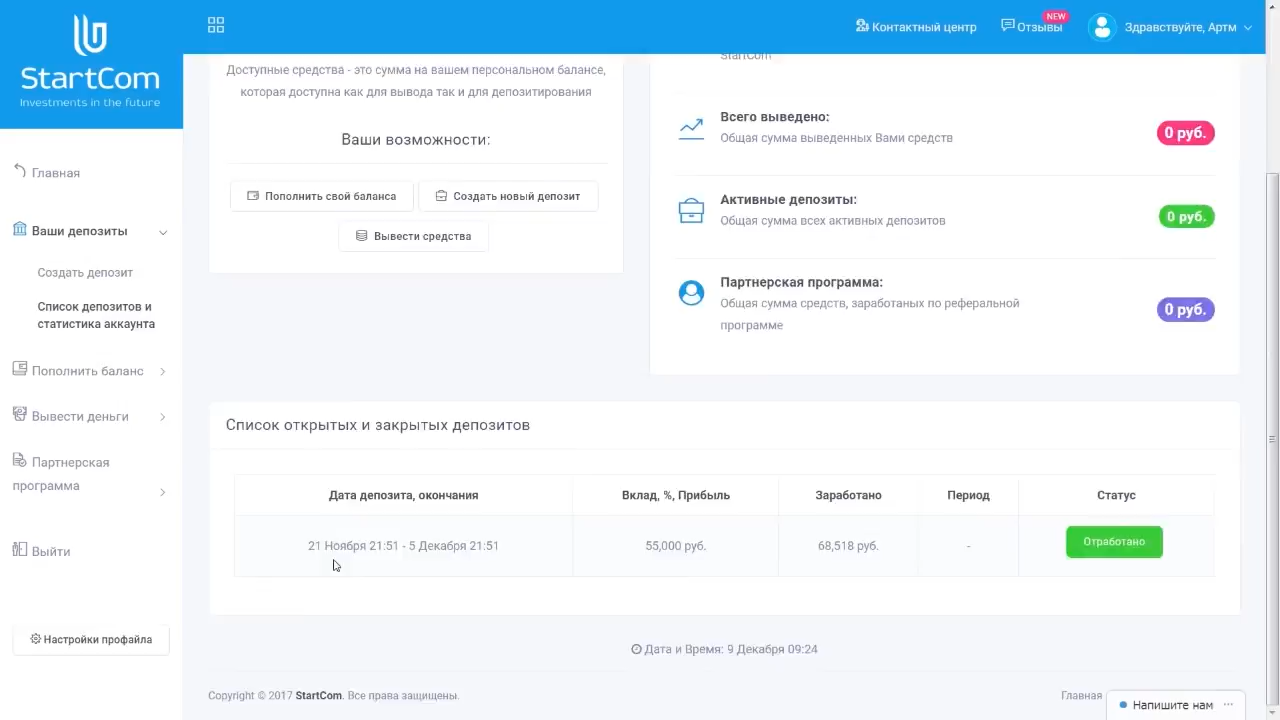 StartCom
Investments in the future
Контактный центр
Отзывы
NEW
Здравствуйте, Артм
Главная
Ваши депозиты
Создать депозит
Список депозитов и
статистика аккаунта
Пополнить баланс
Вывести деньги
Партнерская
программа
Выйти
Настройки профайла
Доступные средства - это сумма на вашем персональном балансе,
которая доступна как для вывода так и для депозитирования
Ваши возможности:
Пополнить свой баланса
Создать новый депозит
Вывести средства
StartCom
Всего выведено:
Общая сумма выведенных Вами средств
0 руб.
Активные депозиты:
Общая сумма всех активных депозитов
0 руб.
Партнерская программа:
Общая сумма средств, заработаных по реферальной
программе
0 руб.
Список открытых и закрытых депозитов
Дата депозита, окончания Вклад, %, Прибыль Заработано Период Статус
21 Ноября 21:51 - 5 Декабря 21:51 55,000 руб. 68,518 руб. - Отработано
Дата и Время: 9 Декабря 09:24
Copyright © 2017 StartCom. Все права защищены.
Главная
Напишите нам ...